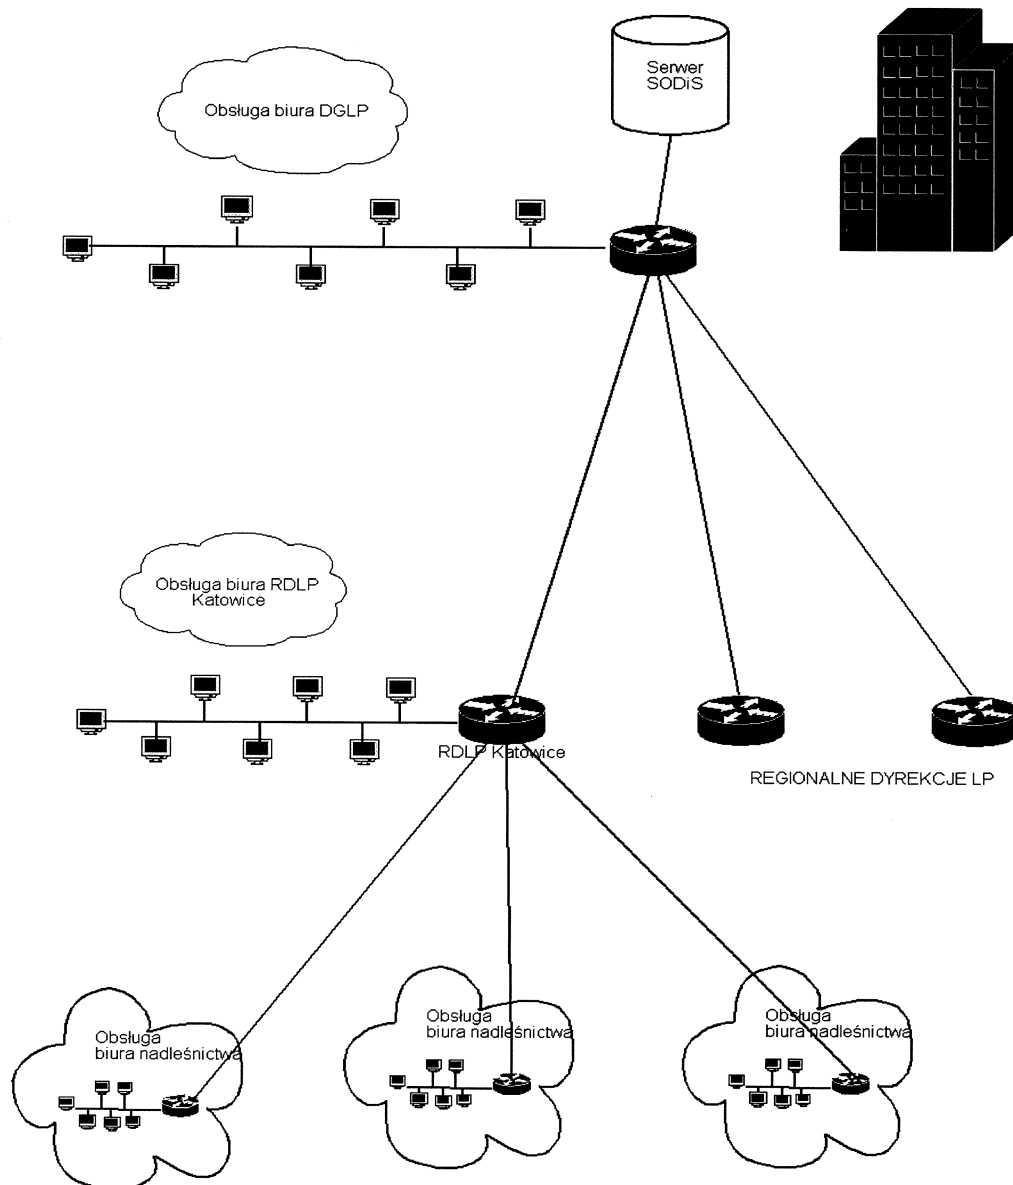 Serwer
SODiS
Obsługa biura DGLP
Obsługa biura RDLP
Katowice
RDLP Katowice
REGIONALNE DYREKCJE LP
Obsługa
biura nadleśnictwa
Obsługa
biura nadleśnictwa
Obsługa
biura nadleśnictwa